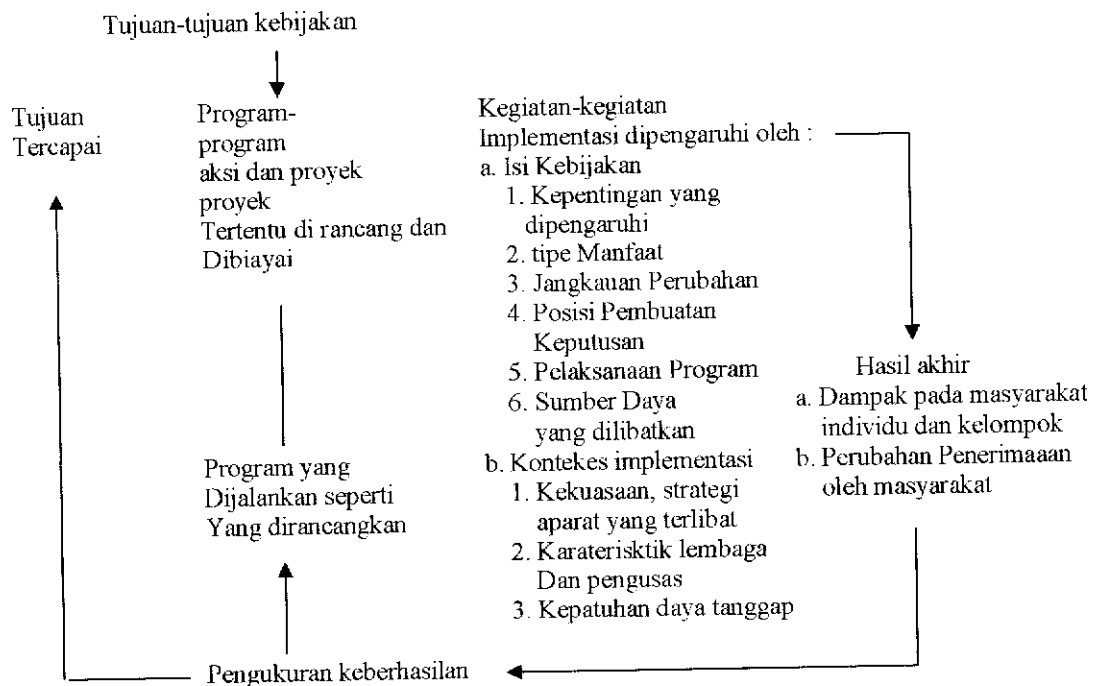 Tujuan-tujuan kebijakan
Tujuan
Tercapai
Program-
program
aksi dan proyek
proyek
Tertentu di rancang dan
Dibiayai
Program yang
Dijalankan seperti
Yang dirancangkan
Kegiatan-kegiatan
Implementasi dipengaruhi oleh :
a. Isi Kebijakan
1. Kepentingan yang
dipengaruhi
2. tipe Manfaat
3. Jangkauan Perubahan
4. Posisi Pembuatan
Keputusan
5. Pelaksanaan Program
6. Sumber Daya
yang dilibatkan
b. Kontekes implementasi
1. Kekuasaan, strategi
aparat yang terlibat
2. Karaterisktik lembaga
Dan pengusas
3. Kepatuhan daya tanggap
Hasil akhir
a. Dampak pada masyarakat
individu dan kelompok
b. Perubahan Penerimaaan
oleh masyarakat
Pengukuran keberhasilan